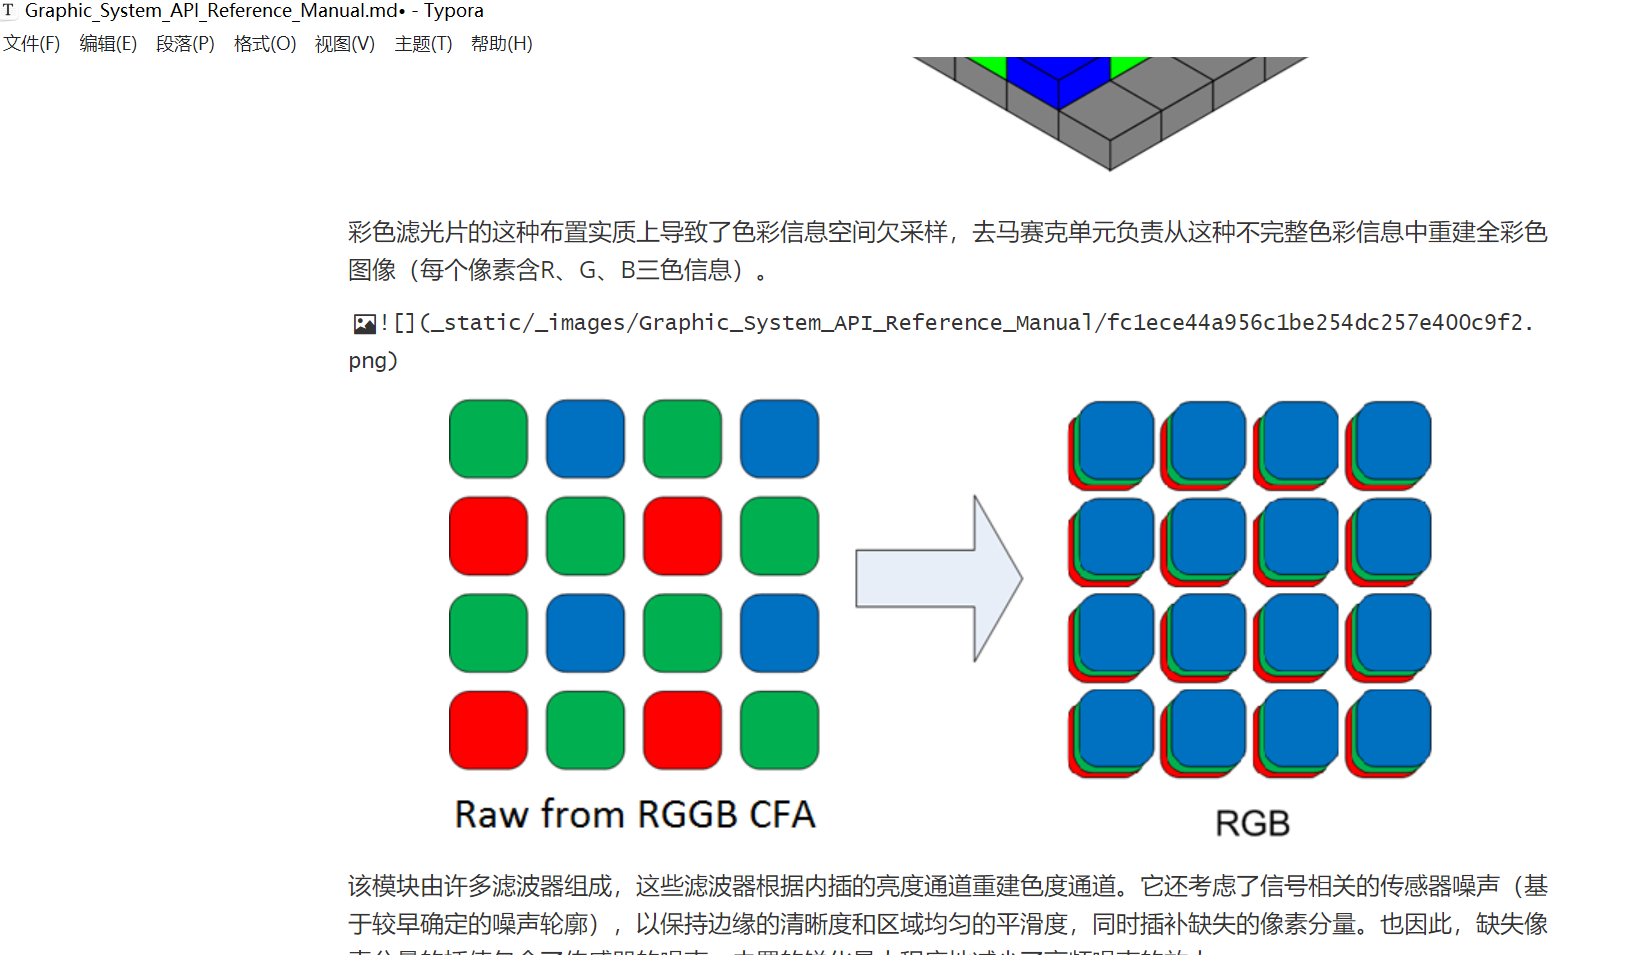 Graphic_System_API_Reference_Manual.md• - Typora
文件(F) 编辑(E) 段落(P) 格式(O) 视图(V) 主题(T) 帮助(H)
彩色滤光片的这种布置实质上导致了色彩信息空间欠采样，去马赛克单元负责从这种不完整色彩信息中重建全彩色
图像（每个像素含R、G、B三色信息）。
![](_static/_images/Graphic_System_API_Reference_Manual/fc1ece44a956c1be254dc257e400c9f2.
png)
Raw from RGGB CFA
RGB
该模块由许多滤波器组成，这些滤波器根据内插的亮度通道重建色度通道。它还考虑了信号相关的传感器噪声（基
于较早确定的噪声轮廓），以保持边缘的清晰度和区域均匀的平滑度，同时插补缺失的像素分量。也因此，缺失像